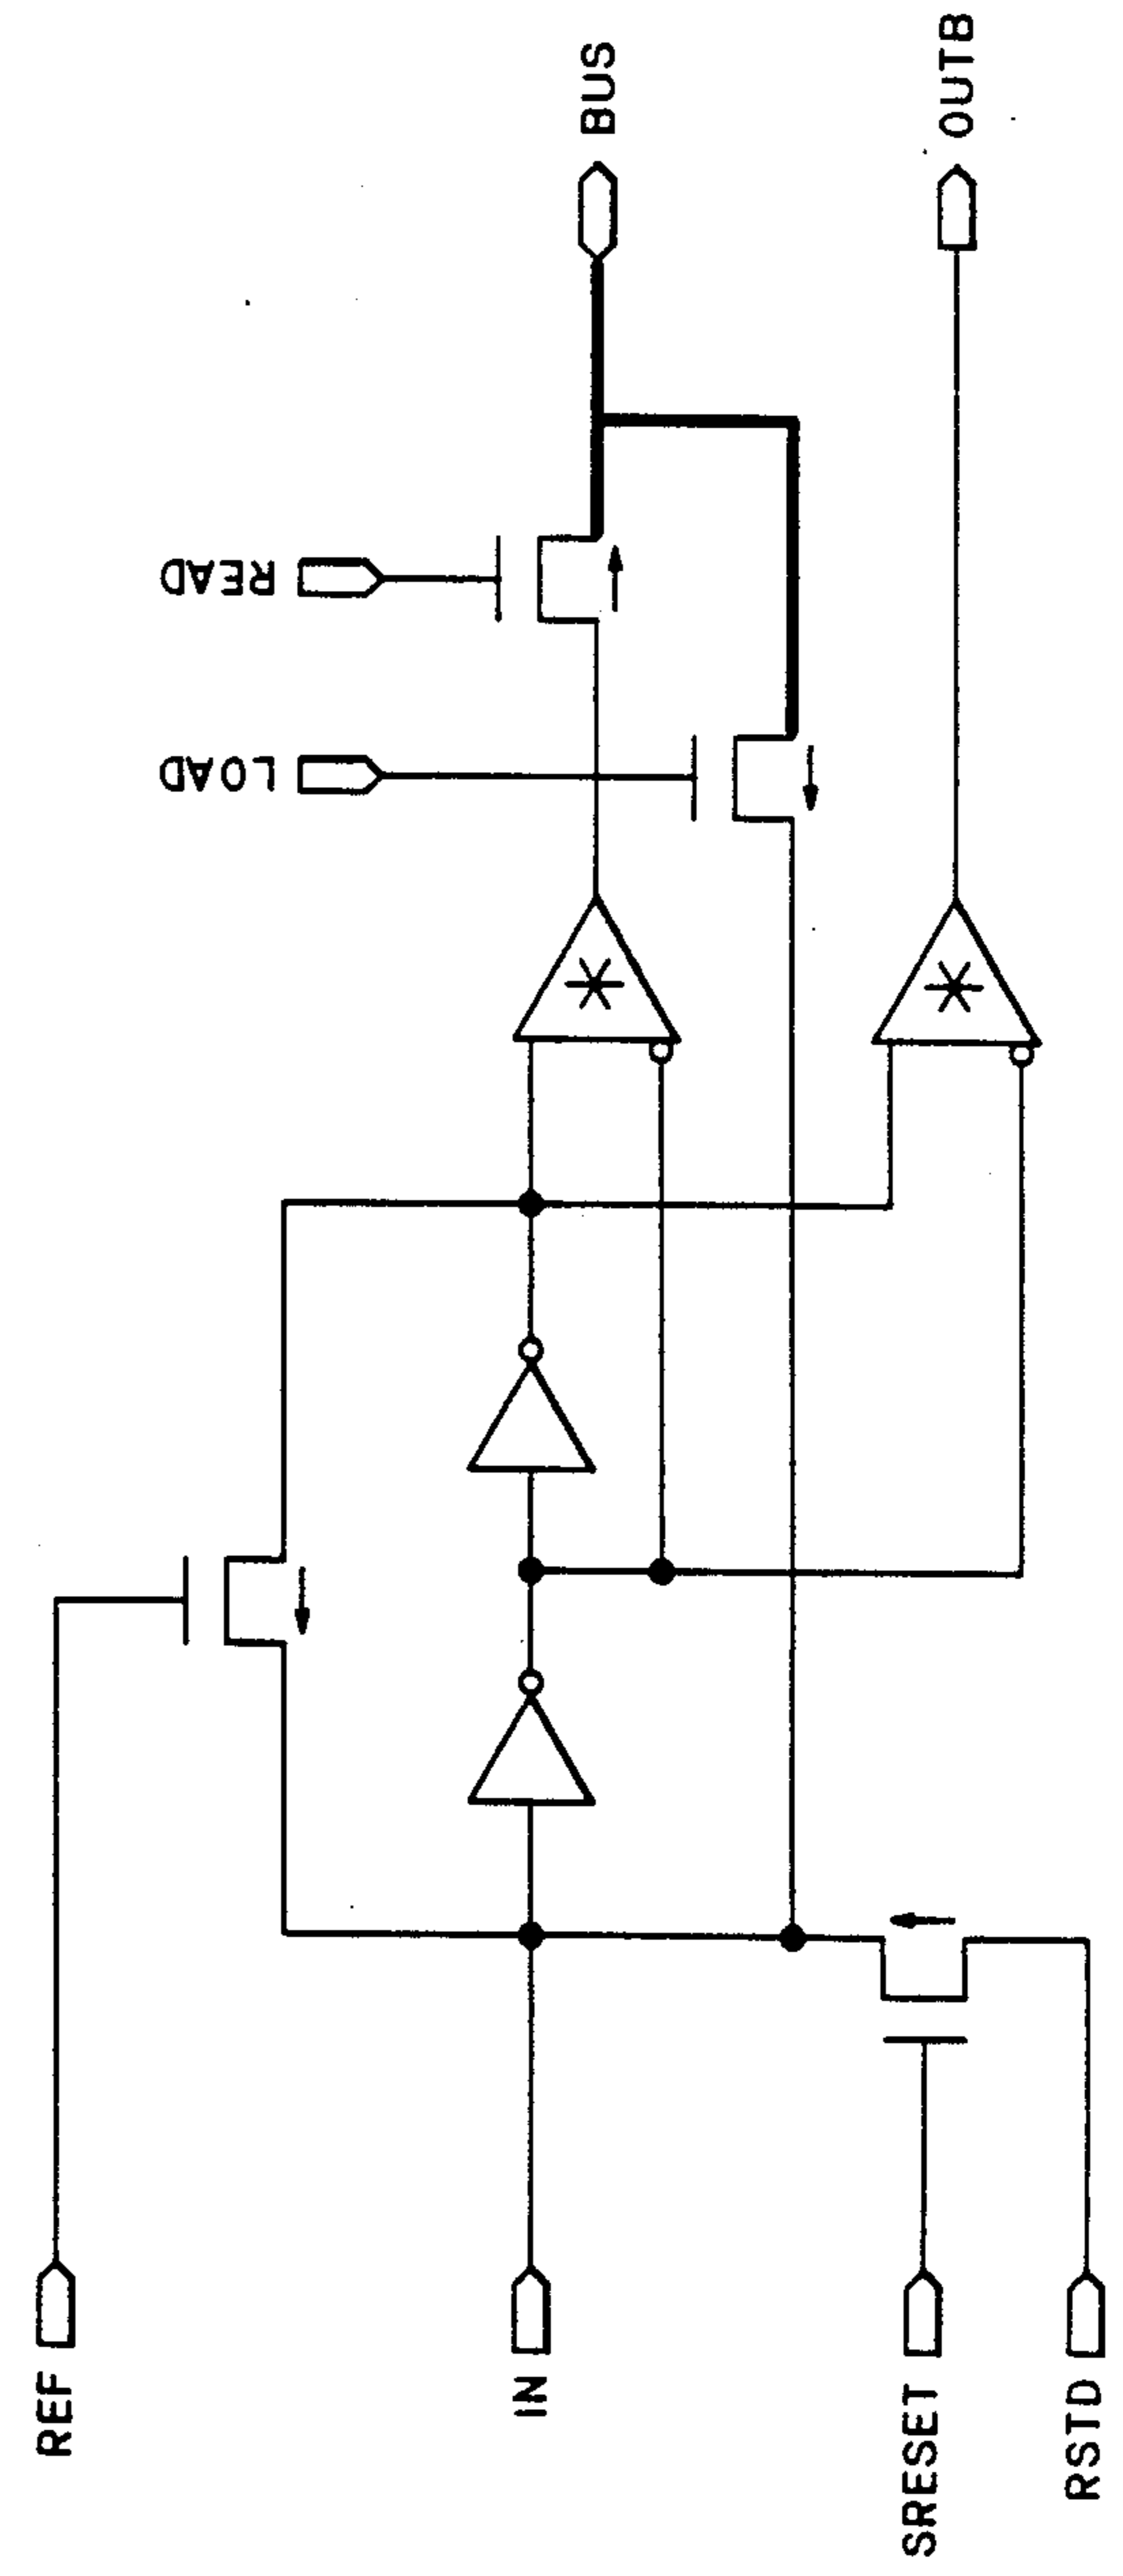 REF
IN
SRESET
RSTD
LOAD
READ
BUS
OUTB